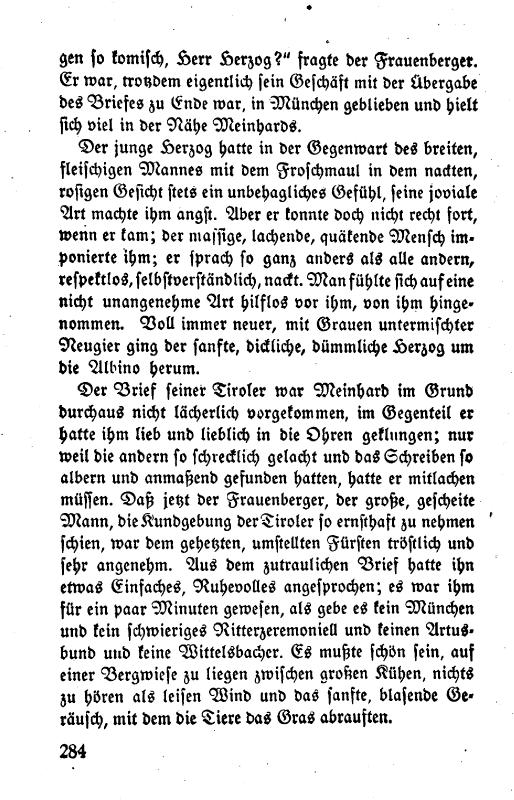 gen so komisch, Herr Herzog?“ fragte der Frauenberger.
Er war, trotzdem eigentlich sein Geschäft mit der Übergabe
des Briefes zu Ende war, in München geblieben und hielt
sich viel in der Nähe Meinhards.
Der junge Herzog hatte in der Gegenwart des breiten,
fleischigen Mannes mit dem Froschmaul in dem nackten,
rosigen Gesicht stets ein unbehagliches Gefühl, seine joviale
Art machte ihm angst. Aber er konnte doch nicht recht fort,
wenn er kam; der massige, lachende, quäkende Mensch im-
ponierte ihm; er sprach so ganz anders als alle andern,
respektlos, selbstverständlich, nackt. Man fühlte sich auf eine
nicht unangenehme Art hilflos vor ihm, von ihm hinge-
nommen. Voll immer neuer, mit Grauen untermischter
Neugier ging der sanfte, dickliche, dümmliche Herzog um
die Albino herum.
Der Brief seiner Tiroler war Meinhard im Grund
durchaus nicht lächerlich vorgekommen, im Gegenteil er
hatte ihm lieb und lieblich in die Ohren geklungen; nur
weil die andern so schrecklich gelacht und das Schreiben so
albern und anmaßend gefunden hatten, hatte er mitlachen
müssen. Daß jetzt der Frauenberger, der große, gescheite
Mann, die Kundgebung der Tiroler so ernsthaft zu nehmen
schien, war dem gehetzten, umstellten Fürsten tröstlich und
sehr angenehm. Aus dem zutraulichen Brief hatte ihn
etwas Einfaches, Ruhevolles angesprochen; es war ihm
für ein paar Minuten gewesen, als gebe es kein München
und kein schwieriges Ritterzeremoniell und keinen Artus-
bund und keine Wittelsbacher. Es mußte schön sein, auf
einer Bergwiese zu liegen zwischen großen Kühen, nichts
zu hören als leisen Wind und das sanfte, blasende Ge-
räusch, mit dem die Tiere das Gras abrauften.
284